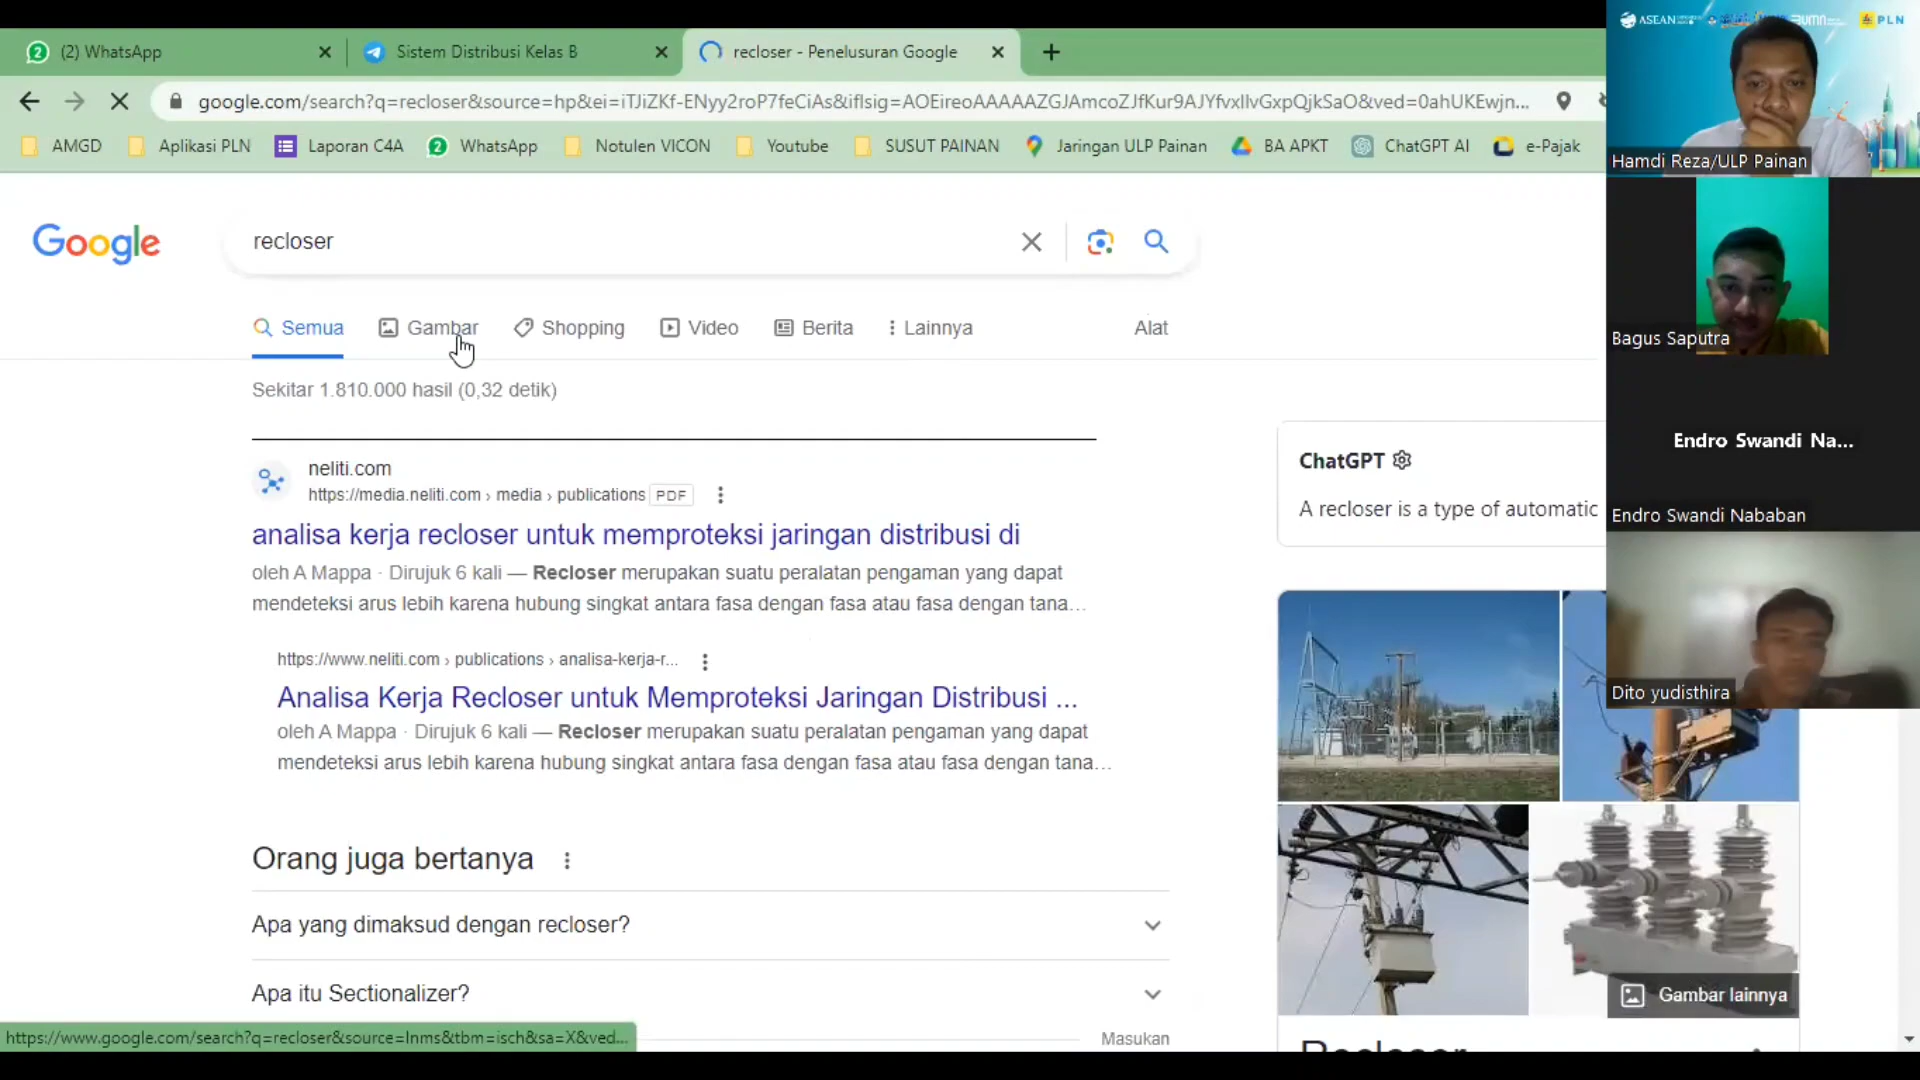 (2) WhatsApp
Sistem Distribusi Kelas B
recloser - Penelusuran Google
google.com/search?q=recloser&source=hp&ei=iTJiZKf-ENyy2roP7feCiAs&iflsig=AOEireoAAAAAZGJAmcoZJfKur9AJYfvxIlvGxpQjkSaO&ved=0ahUKEwjn...
AMGD
Aplikasi PLN
Laporan C4A
WhatsApp
Notulen VICON
Youtube
SUSUT PAINAN
Jaringan ULP Painan
BA APKT
ChatGPT AI
e-Pajak
Google
recloser
Semua
Gambar
Shopping
Video
Berita
Lainnya
Alat
Sekitar 1.810.000 hasil (0,32 detik)
neliti.com
https://media.neliti.com › media › publications PDF
analisa kerja recloser untuk memproteksi jaringan distribusi di
oleh A Mappa · Dirujuk 6 kali — Recloser merupakan suatu peralatan pengaman yang dapat
mendeteksi arus lebih karena hubung singkat antara fasa dengan fasa atau fasa dengan tana...
https://www.neliti.com › publications › analisa-kerja-r...
Analisa Kerja Recloser untuk Memproteksi Jaringan Distribusi ...
oleh A Mappa · Dirujuk 6 kali — Recloser merupakan suatu peralatan pengaman yang dapat
mendeteksi arus lebih karena hubung singkat antara fasa dengan fasa atau fasa dengan tana...
Orang juga bertanya
Apa yang dimaksud dengan recloser?
Apa itu Sectionalizer?
Masukan
https://www.google.com/search?q=recloser&source=lnms&tbm=isch&sa=X&ved...
ChatGPT
A recloser is a type of automatic
Gambar lainnya
Recloser
ASEAN
BUMN
PLN
Hamdi Reza/ULP Painan
Bagus Saputra
Endro Swandi Na...
Endro Swandi Nababan
Dito yudisthira